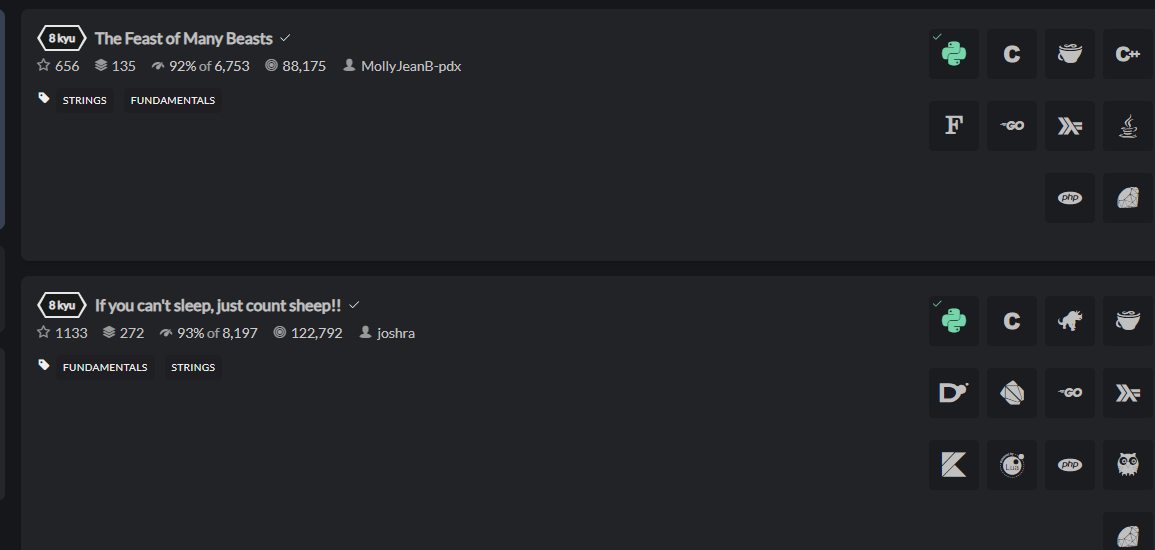 8 kyu The Feast of Many Beasts
656 135 92% of 6,753 88,175 MollyJeanB-pdx
STRINGS FUNDAMENTALS
C C++
F GO
php
8 kyu If you can't sleep, just count sheep!!
1133 272 93% of 8,197 122,792 joshra
FUNDAMENTALS STRINGS
C
D GO
Lua php